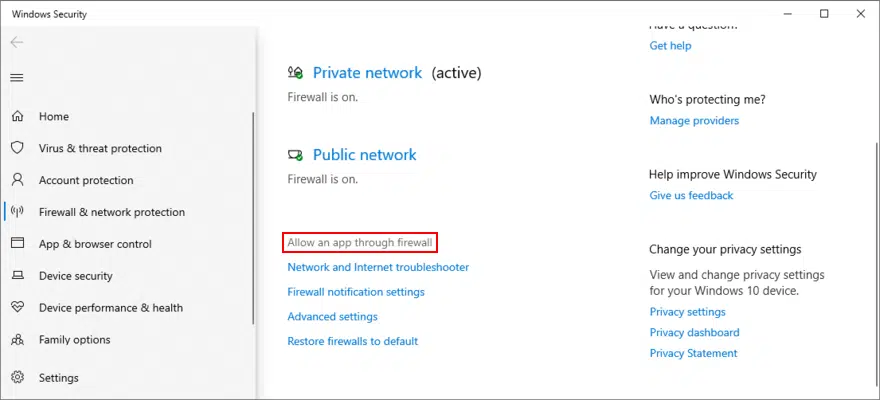 Windows Security
Home
Virus & threat protection
Account protection
Firewall & network protection
App & browser control
Device security
Device performance & health
Family options
Settings
Private network (active)
Firewall is on.
Public network
Firewall is on.
Allow an app through firewall
Network and Internet troubleshooter
Firewall notification settings
Advanced settings
Restore firewalls to default
Have a question?
Get help
Who's protecting me?
Manage providers
Help improve Windows Security
Give us feedback
Change your privacy settings
View and change privacy settings
for your Windows 10 device.
Privacy settings
Privacy dashboard
Privacy Statement